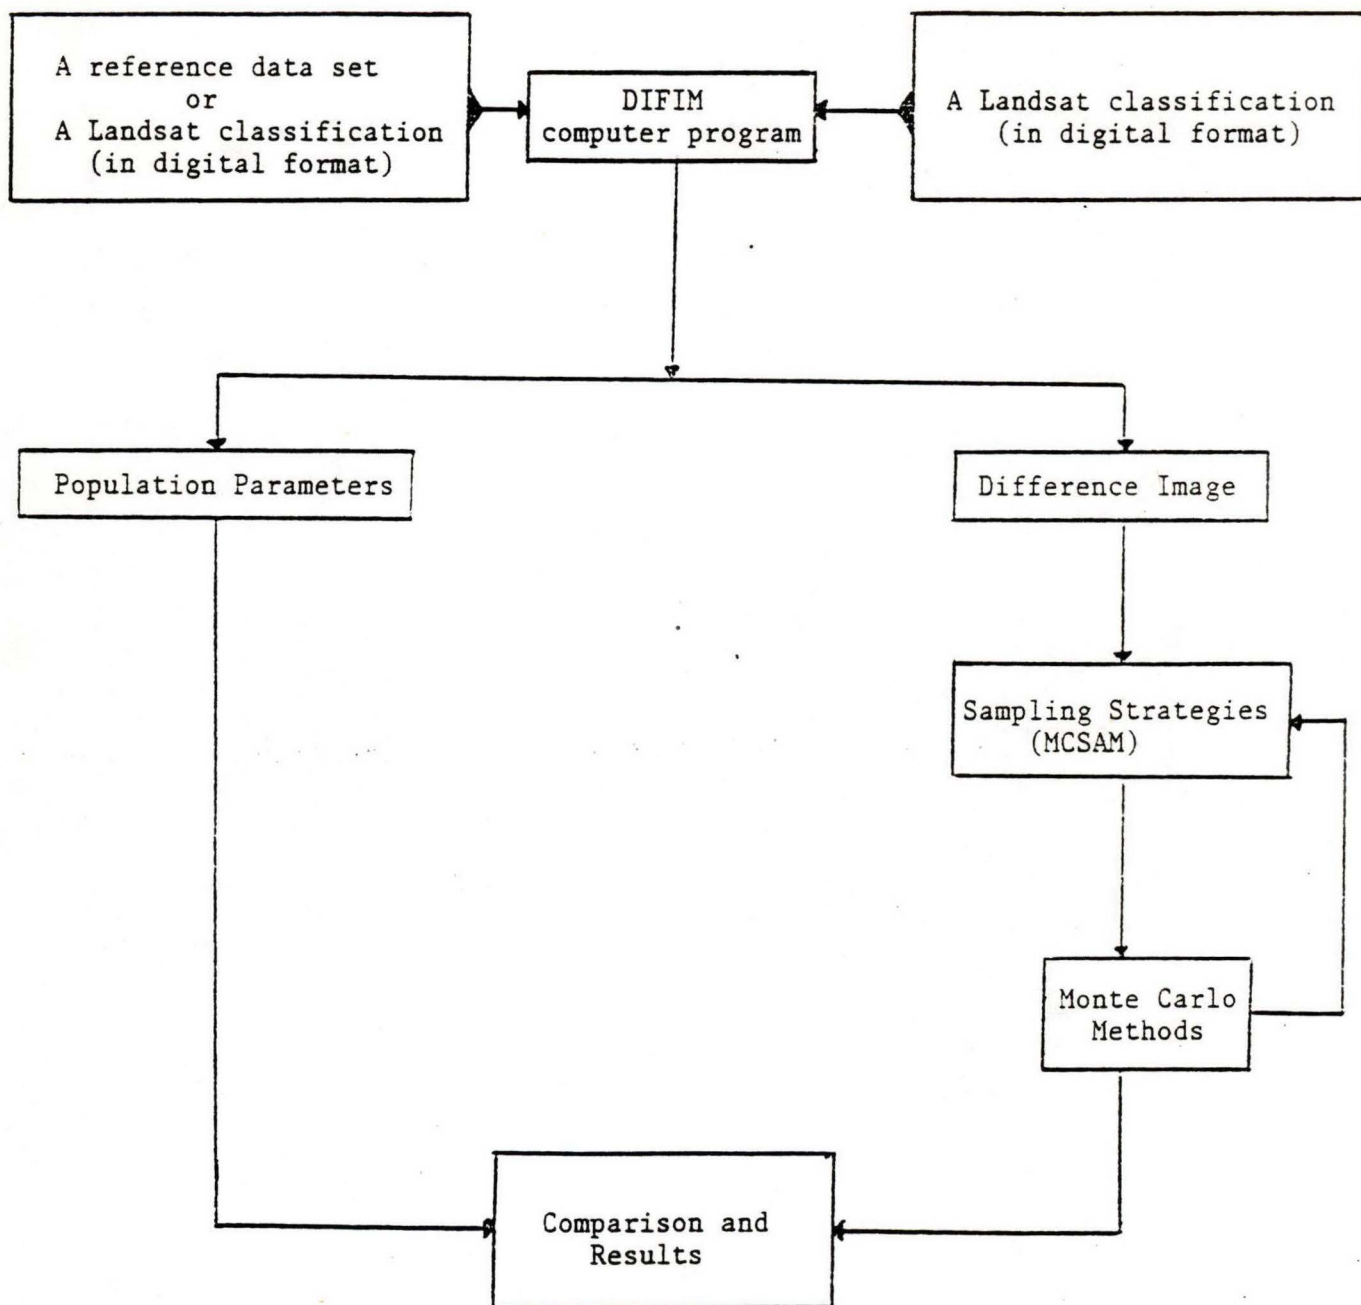 A reference data set
or
A Landsat classification
(in digital format)
DIFIM
computer program
A Landsat classification
(in digital format)
Population Parameters
Difference Image
Sampling Strategies
(MCSAM)
Monte Carlo
Methods
Comparison and
Results